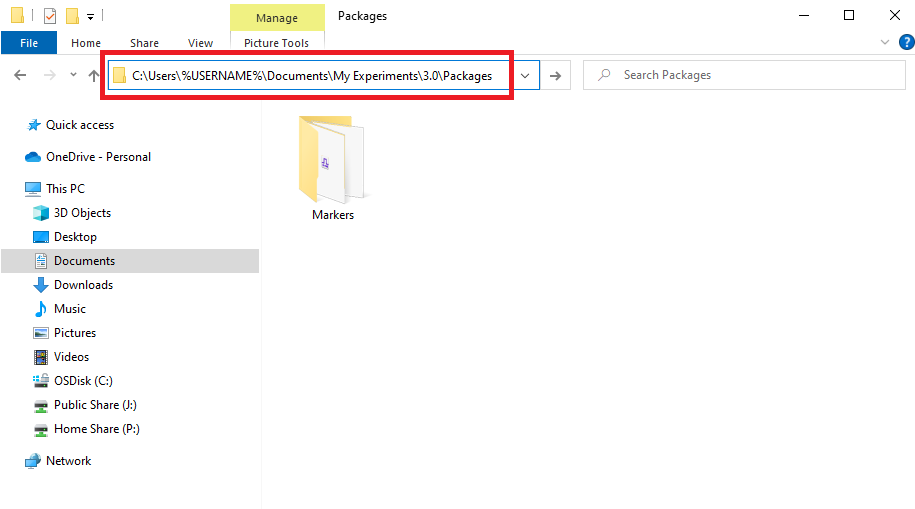 Manage
Packages
File
Home
Share
View
Picture Tools
?
C:\Users\%USERNAME%\Documents\My Experiments\3.0\Packages
Search Packages
Quick access
OneDrive - Personal
This PC
3D Objects
Desktop
Documents
Downloads
Music
Pictures
Videos
OSDisk (C:)
Public Share (J:)
Home Share (P:)
Network
Markers